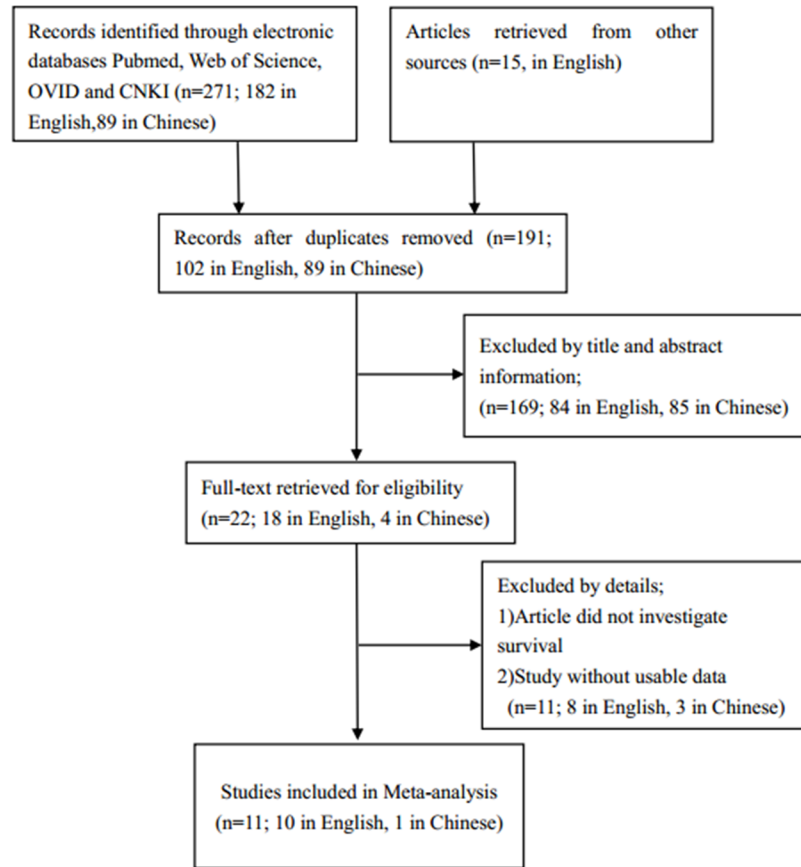 Records identified through electronic
databases Pubmed, Web of Science,
OVID and CNKI (n=271; 182 in
English,89 in Chinese)
Articles retrieved from other
sources (n=15, in English)
Records after duplicates removed (n=191;
102 in English, 89 in Chinese)
Excluded by title and abstract
information;
(n=169; 84 in English, 85 in Chinese)
Full-text retrieved for eligibility
(n=22; 18 in English, 4 in Chinese)
Excluded by details;
1)Article did not investigate
survival
2)Study without usable data
(n=11; 8 in English, 3 in Chinese)
Studies included in Meta-analysis
(n=11; 10 in English, 1 in Chinese)